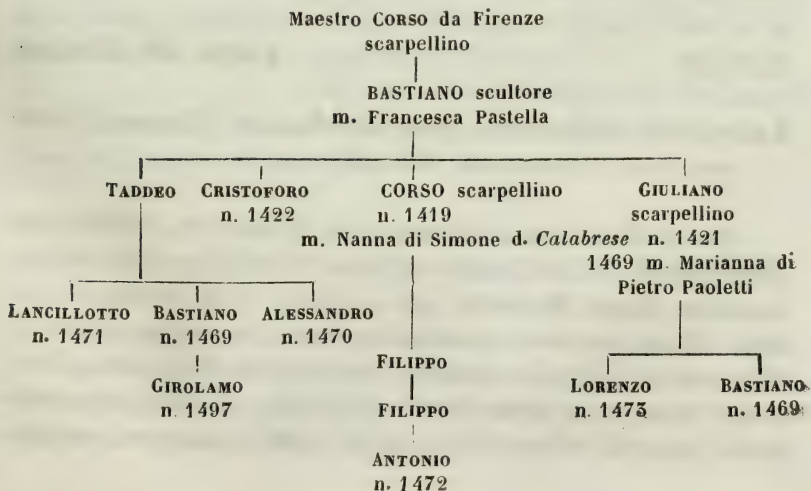 Maestro CORSO da Firenze
scarpellino
BASTIANO scultore
m. Francesca Pastella
TADDEO CRISTOFORO CORSO scarpellino GIULIANO
n. 1422 n. 1419 scarpellino
m. Nanna di Simone d. Calabrese n. 1421
1469 m. Marianna di
Pietro Paoletti
LANCILLOTTO BASTIANO ALESSANDRO
n. 1471 n. 1469 n. 1470
FILIPPO
GIROLAMO LORENZO BASTIANO
n. 1497 FILIPPO n. 1473 n. 1469
ANTONIO
n. 1472